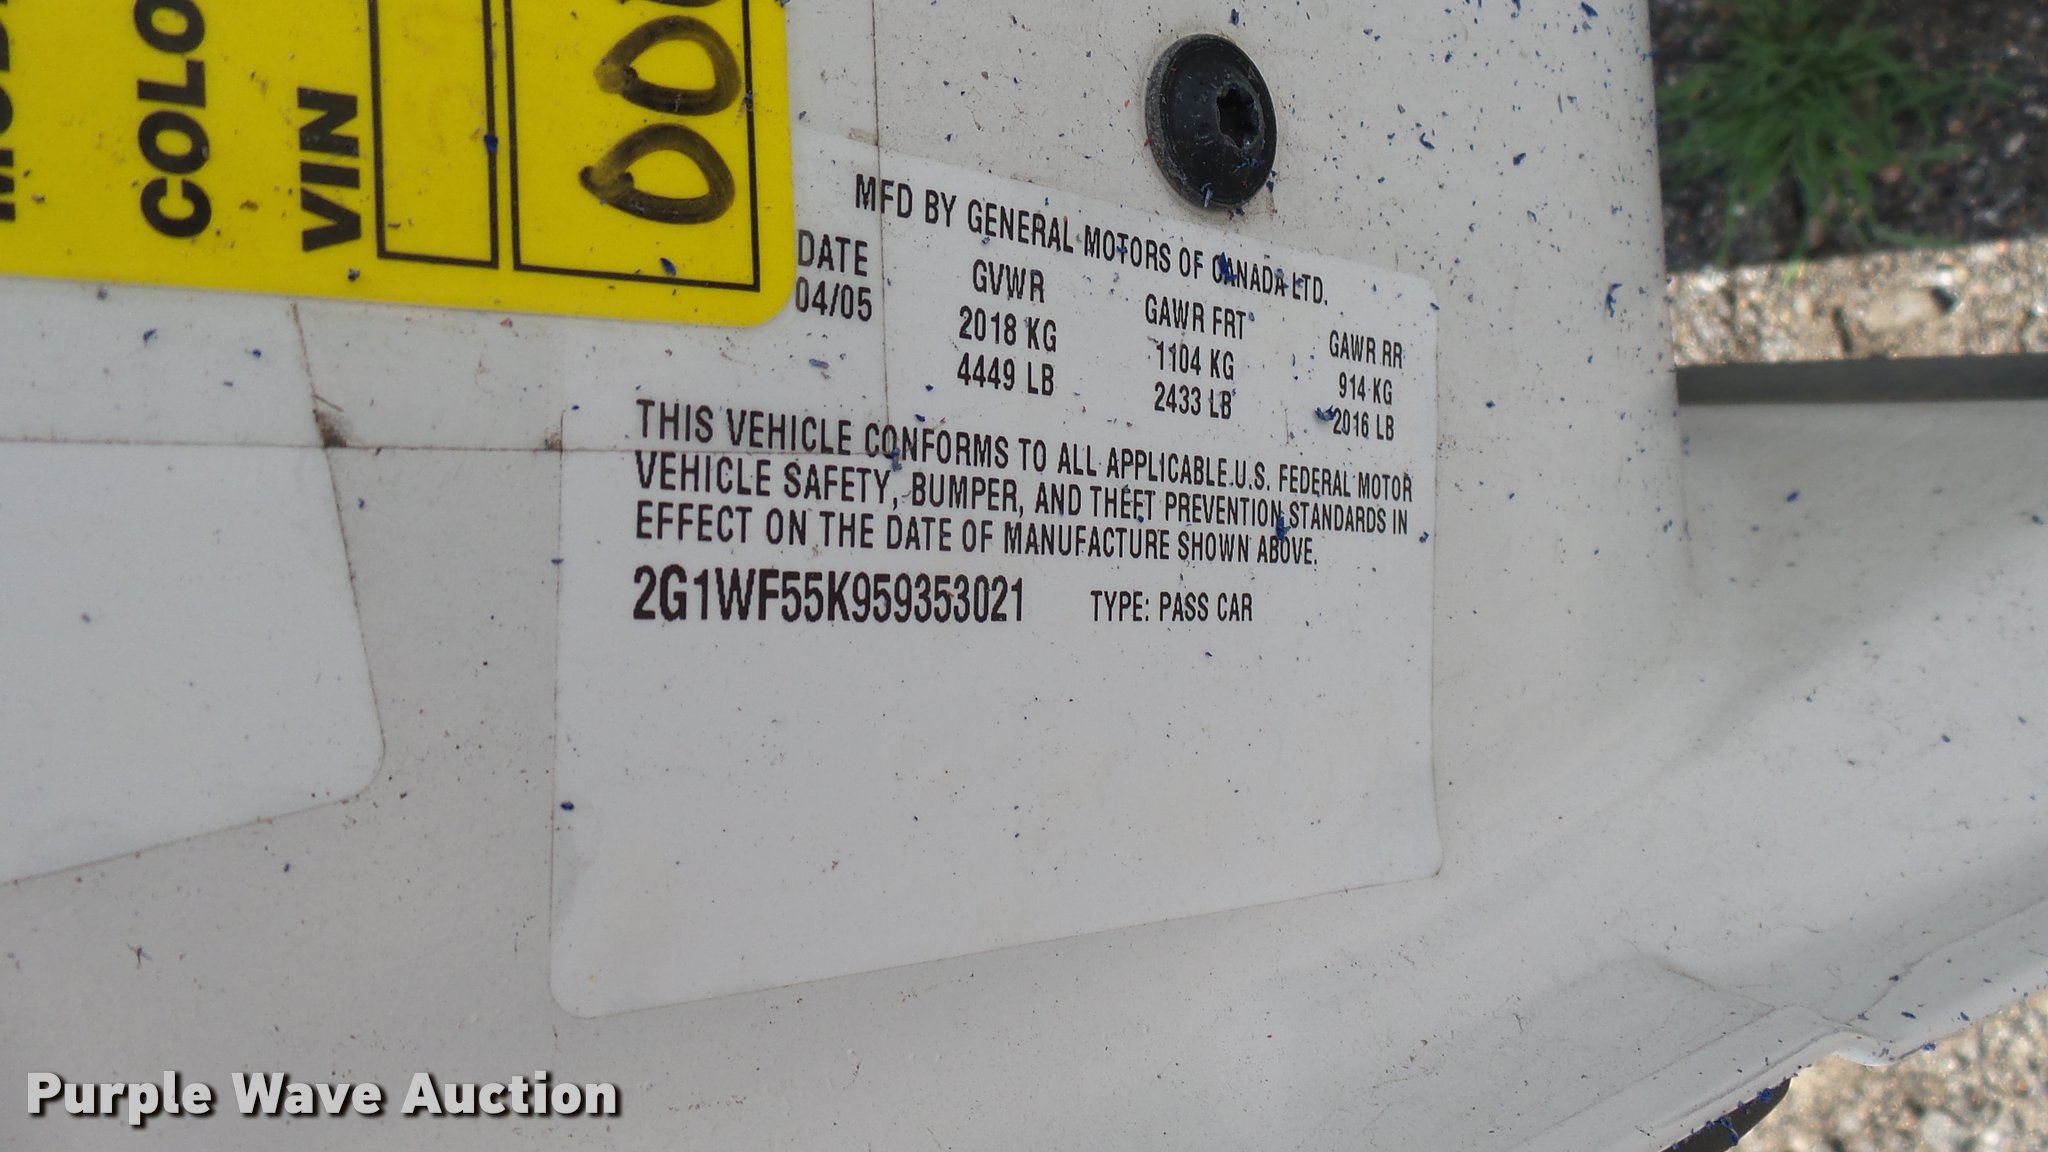 COLO
VIN
000
MFD BY GENERAL MOTORS OF CANADA LTD.
DATE GVWR GAWR FRT GAWR RR
04/05 2018 KG 1104 KG 914 KG
4449 LB 2433 LB 2016 LB
THIS VEHICLE CONFORMS TO ALL APPLICABLE U.S. FEDERAL MOTOR
VEHICLE SAFETY, BUMPER, AND THEFT PREVENTION STANDARDS IN
EFFECT ON THE DATE OF MANUFACTURE SHOWN ABOVE.
2G1WF55K959353021 TYPE: PASS CAR
Purple Wave Auction